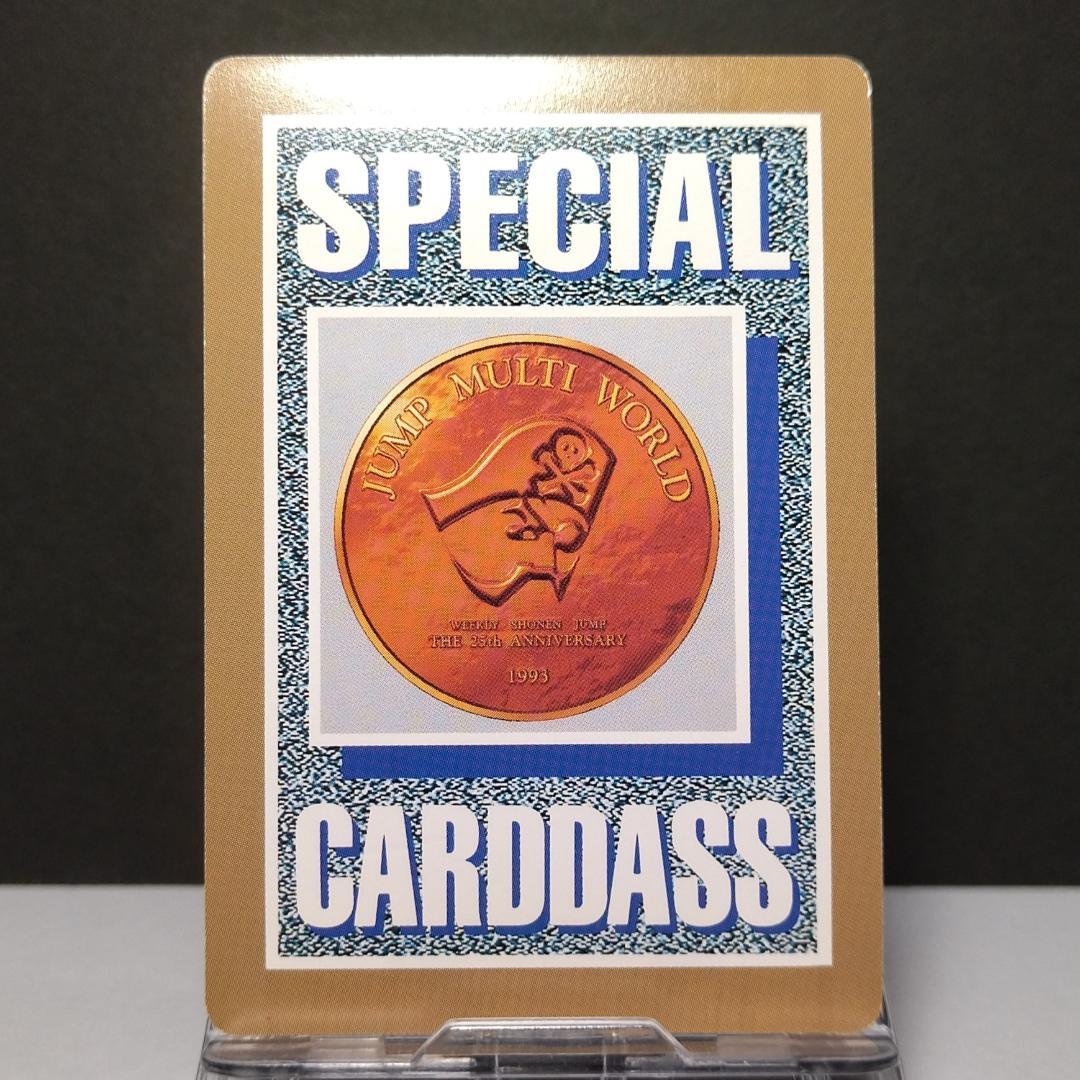 SPECIAL
JUMP MULTI WORLD
WEEKLY SHONEN JUMP
THE 25th ANNIVERSARY
1993
CARDDASS